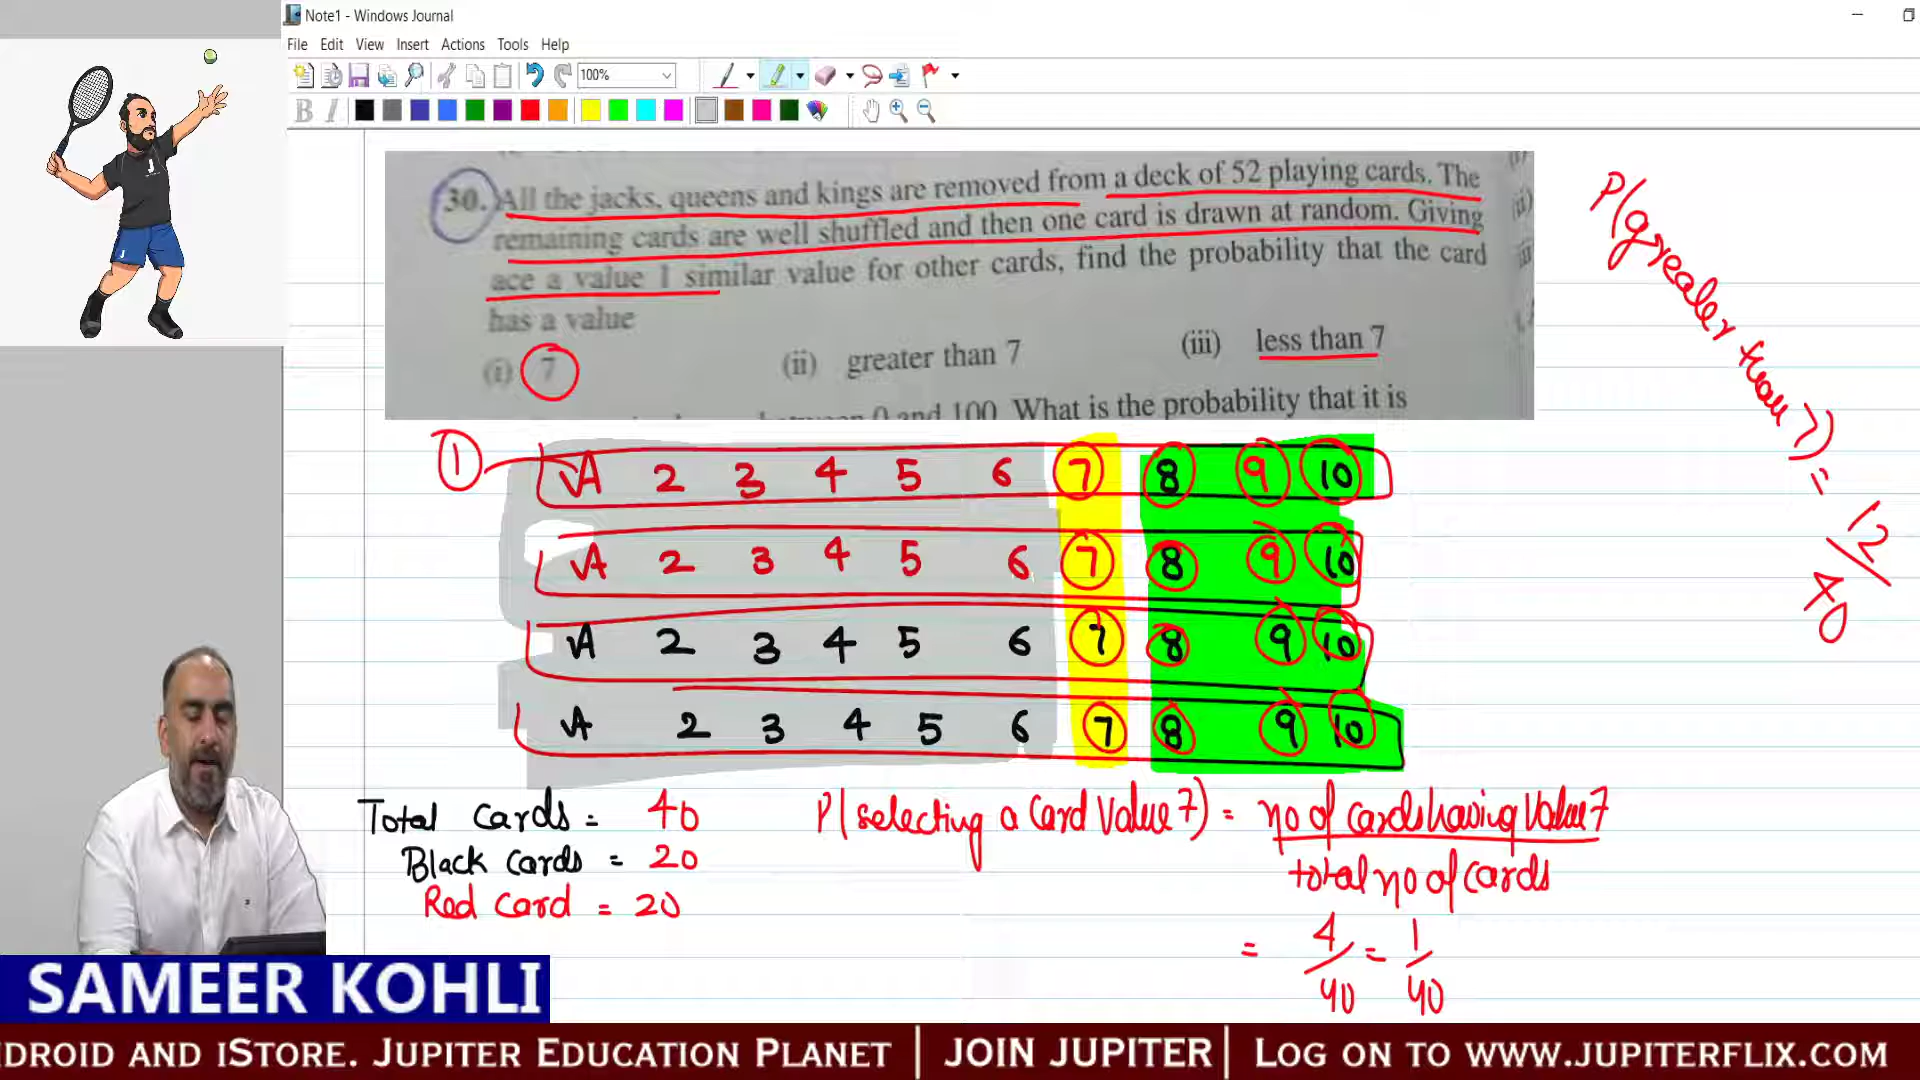 Note1 - Windows Journal
File Edit View Insert Actions Tools Help
100%
B I
30. All the jacks, queens and kings are removed from a deck of 52 playing cards. The
remaining cards are well shuffled and then one card is drawn at random. Giving
ace a value 1 similar value for other cards, find the probability that the card
has a value
(i) 7 (ii) greater than 7 (iii) less than 7
0 and 100. What is the probability that it is
(ii)
P(greater than 7) = 12/40
1 A 2 3 4 5 6 7 8 9 10
A 2 3 4 5 6 7 8 9 10
A 2 3 4 5 6 7 8 9 10
A 2 3 4 5 6 7 8 9 10
Total cards = 40
Black cards = 20
Red card = 20
P(selecting a card value 7) = no of cards having value 7
total no of cards
= 4/40 = 1/40
SAMEER KOHLI
DROID AND iSTORE. JUPITER EDUCATION PLANET | JOIN JUPITER | LOG ON TO WWW.JUPITERFLIX.COM